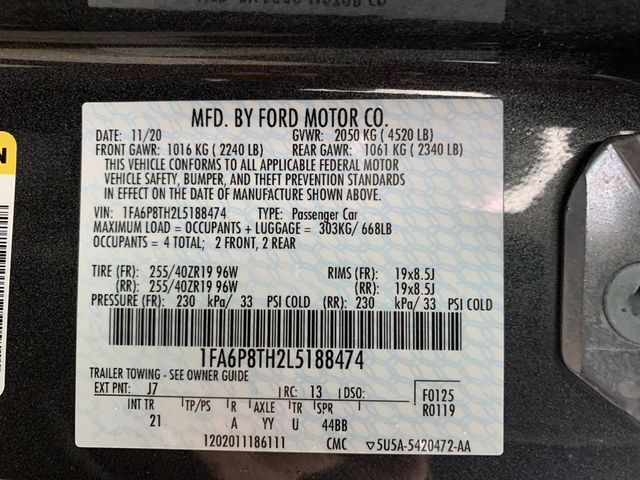 MFD. BY FORD MOTOR CO.
DATE: 11/20 GVWR: 2050 KG ( 4520 LB)
FRONT GAWR: 1016 KG ( 2240 LB) REAR GAWR: 1061 KG ( 2340 LB)
THIS VEHICLE CONFORMS TO ALL APPLICABLE FEDERAL MOTOR
VEHICLE SAFETY, BUMPER, AND THEFT PREVENTION STANDARDS
IN EFFECT ON THE DATE OF MANUFACTURE SHOWN ABOVE.
VIN: 1FA6P8TH2L5188474 TYPE: Passenger Car
MAXIMUM LOAD = OCCUPANTS + LUGGAGE = 303KG/ 668LB
OCCUPANTS = 4 TOTAL; 2 FRONT, 2 REAR
TIRE (FR): 255/40ZR19 96W RIMS (FR): 19x8.5J
(RR): 255/40ZR19 96W (RR): 19x8.5J
PRESSURE (FR): 230 kPa/ 33 PSI COLD (RR): 230 kPa/ 33 PSI COLD
1FA6P8TH2L5188474
TRAILER TOWING - SEE OWNER GUIDE
EXT PNT: J7 RC: 13 DSO: F0125
INT TR TP/PS R AXLE TR SPR R0119
21 A YY U 44BB
1202011186111 CMC ▽5U5A-5420472-AA